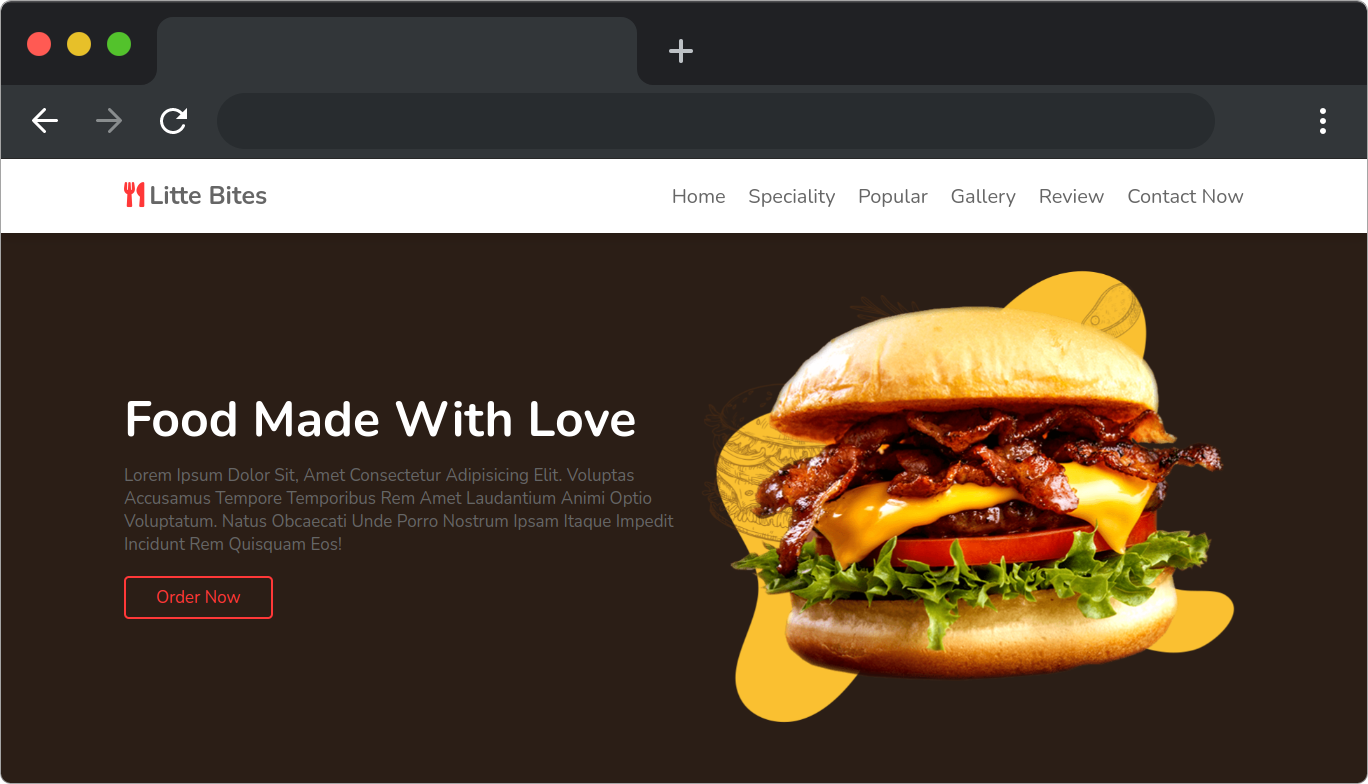 Litte Bites
Home Speciality Popular Gallery Review Contact Now
Food Made With Love
Lorem Ipsum Dolor Sit, Amet Consectetur Adipisicing Elit. Voluptas
Accusamus Tempore Temporibus Rem Amet Laudantium Animi Optio
Voluptatum. Natus Obcaecati Unde Porro Nostrum Ipsam Itaque Impedit
Incidunt Rem Quisquam Eos!
Order Now